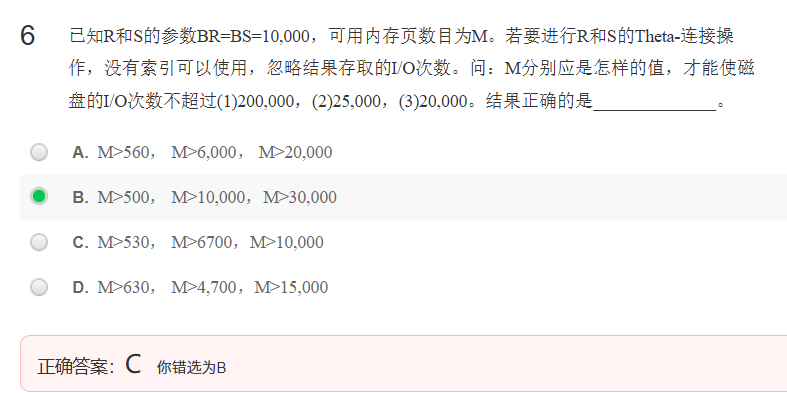 6 已知R和S的参数BR=BS=10,000，可用内存页数目为M。若要进行R和S的Theta-连接操
作，没有索引可以使用，忽略结果存取的I/O次数。问：M分别应是怎样的值，才能使磁
盘的I/O次数不超过(1)200,000，(2)25,000，(3)20,000。结果正确的是______________。
A. M>560， M>6,000， M>20,000
B. M>500， M>10,000，M>30,000
C. M>530， M>6700，M>10,000
D. M>630， M>4,700，M>15,000
正确答案：C 你错选为B